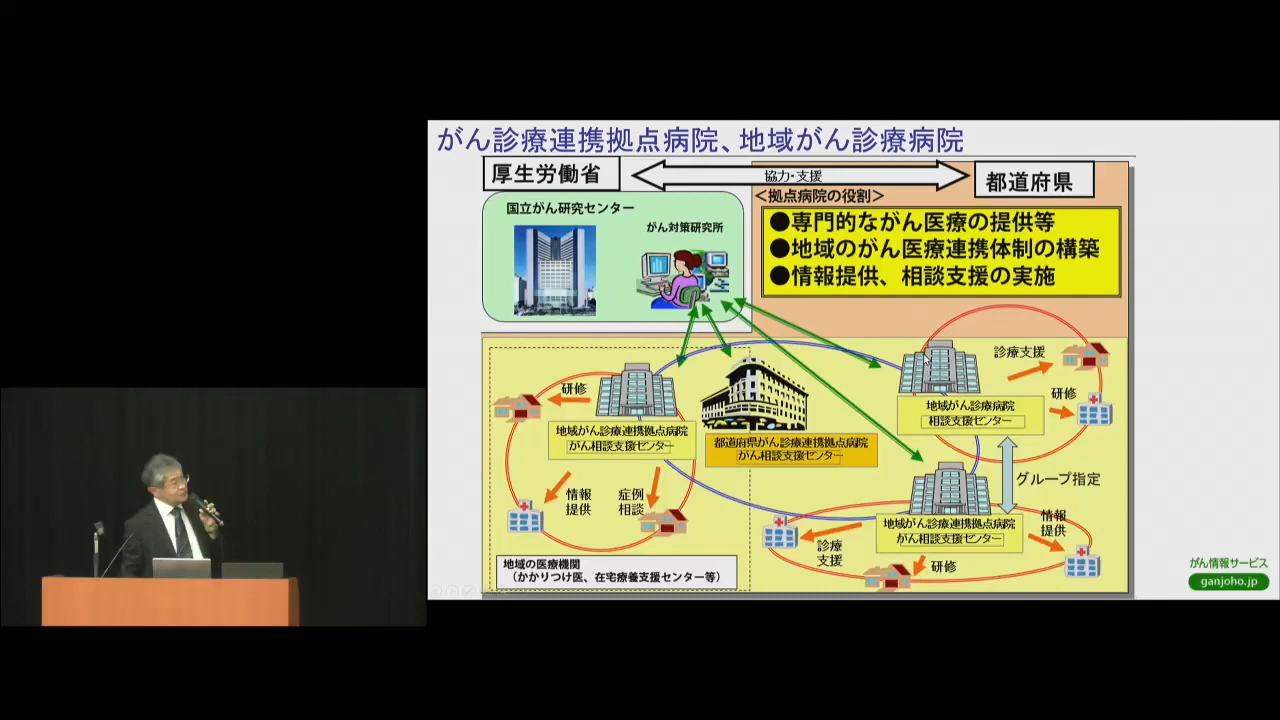 がん診療連携拠点病院、地域がん診療病院
厚生労働省
協力・支援
都道府県
国立がん研究センター
がん対策研究所
＜拠点病院の役割＞
●専門的ながん医療の提供等
●地域のがん医療連携体制の構築
●情報提供、相談支援の実施
研修
地域がん診療連携拠点病院
がん相談支援センター
情報
提供
症例
相談
都道府県がん診療連携拠点病院
がん相談支援センター
診療支援
研修
地域がん診療病院
相談支援センター
グループ指定
地域がん診療連携拠点病院
がん相談支援センター
情報
提供
診療
支援
研修
地域の医療機関
（かかりつけ医、在宅療養支援センター等）
がん情報サービス
ganjoho.jp